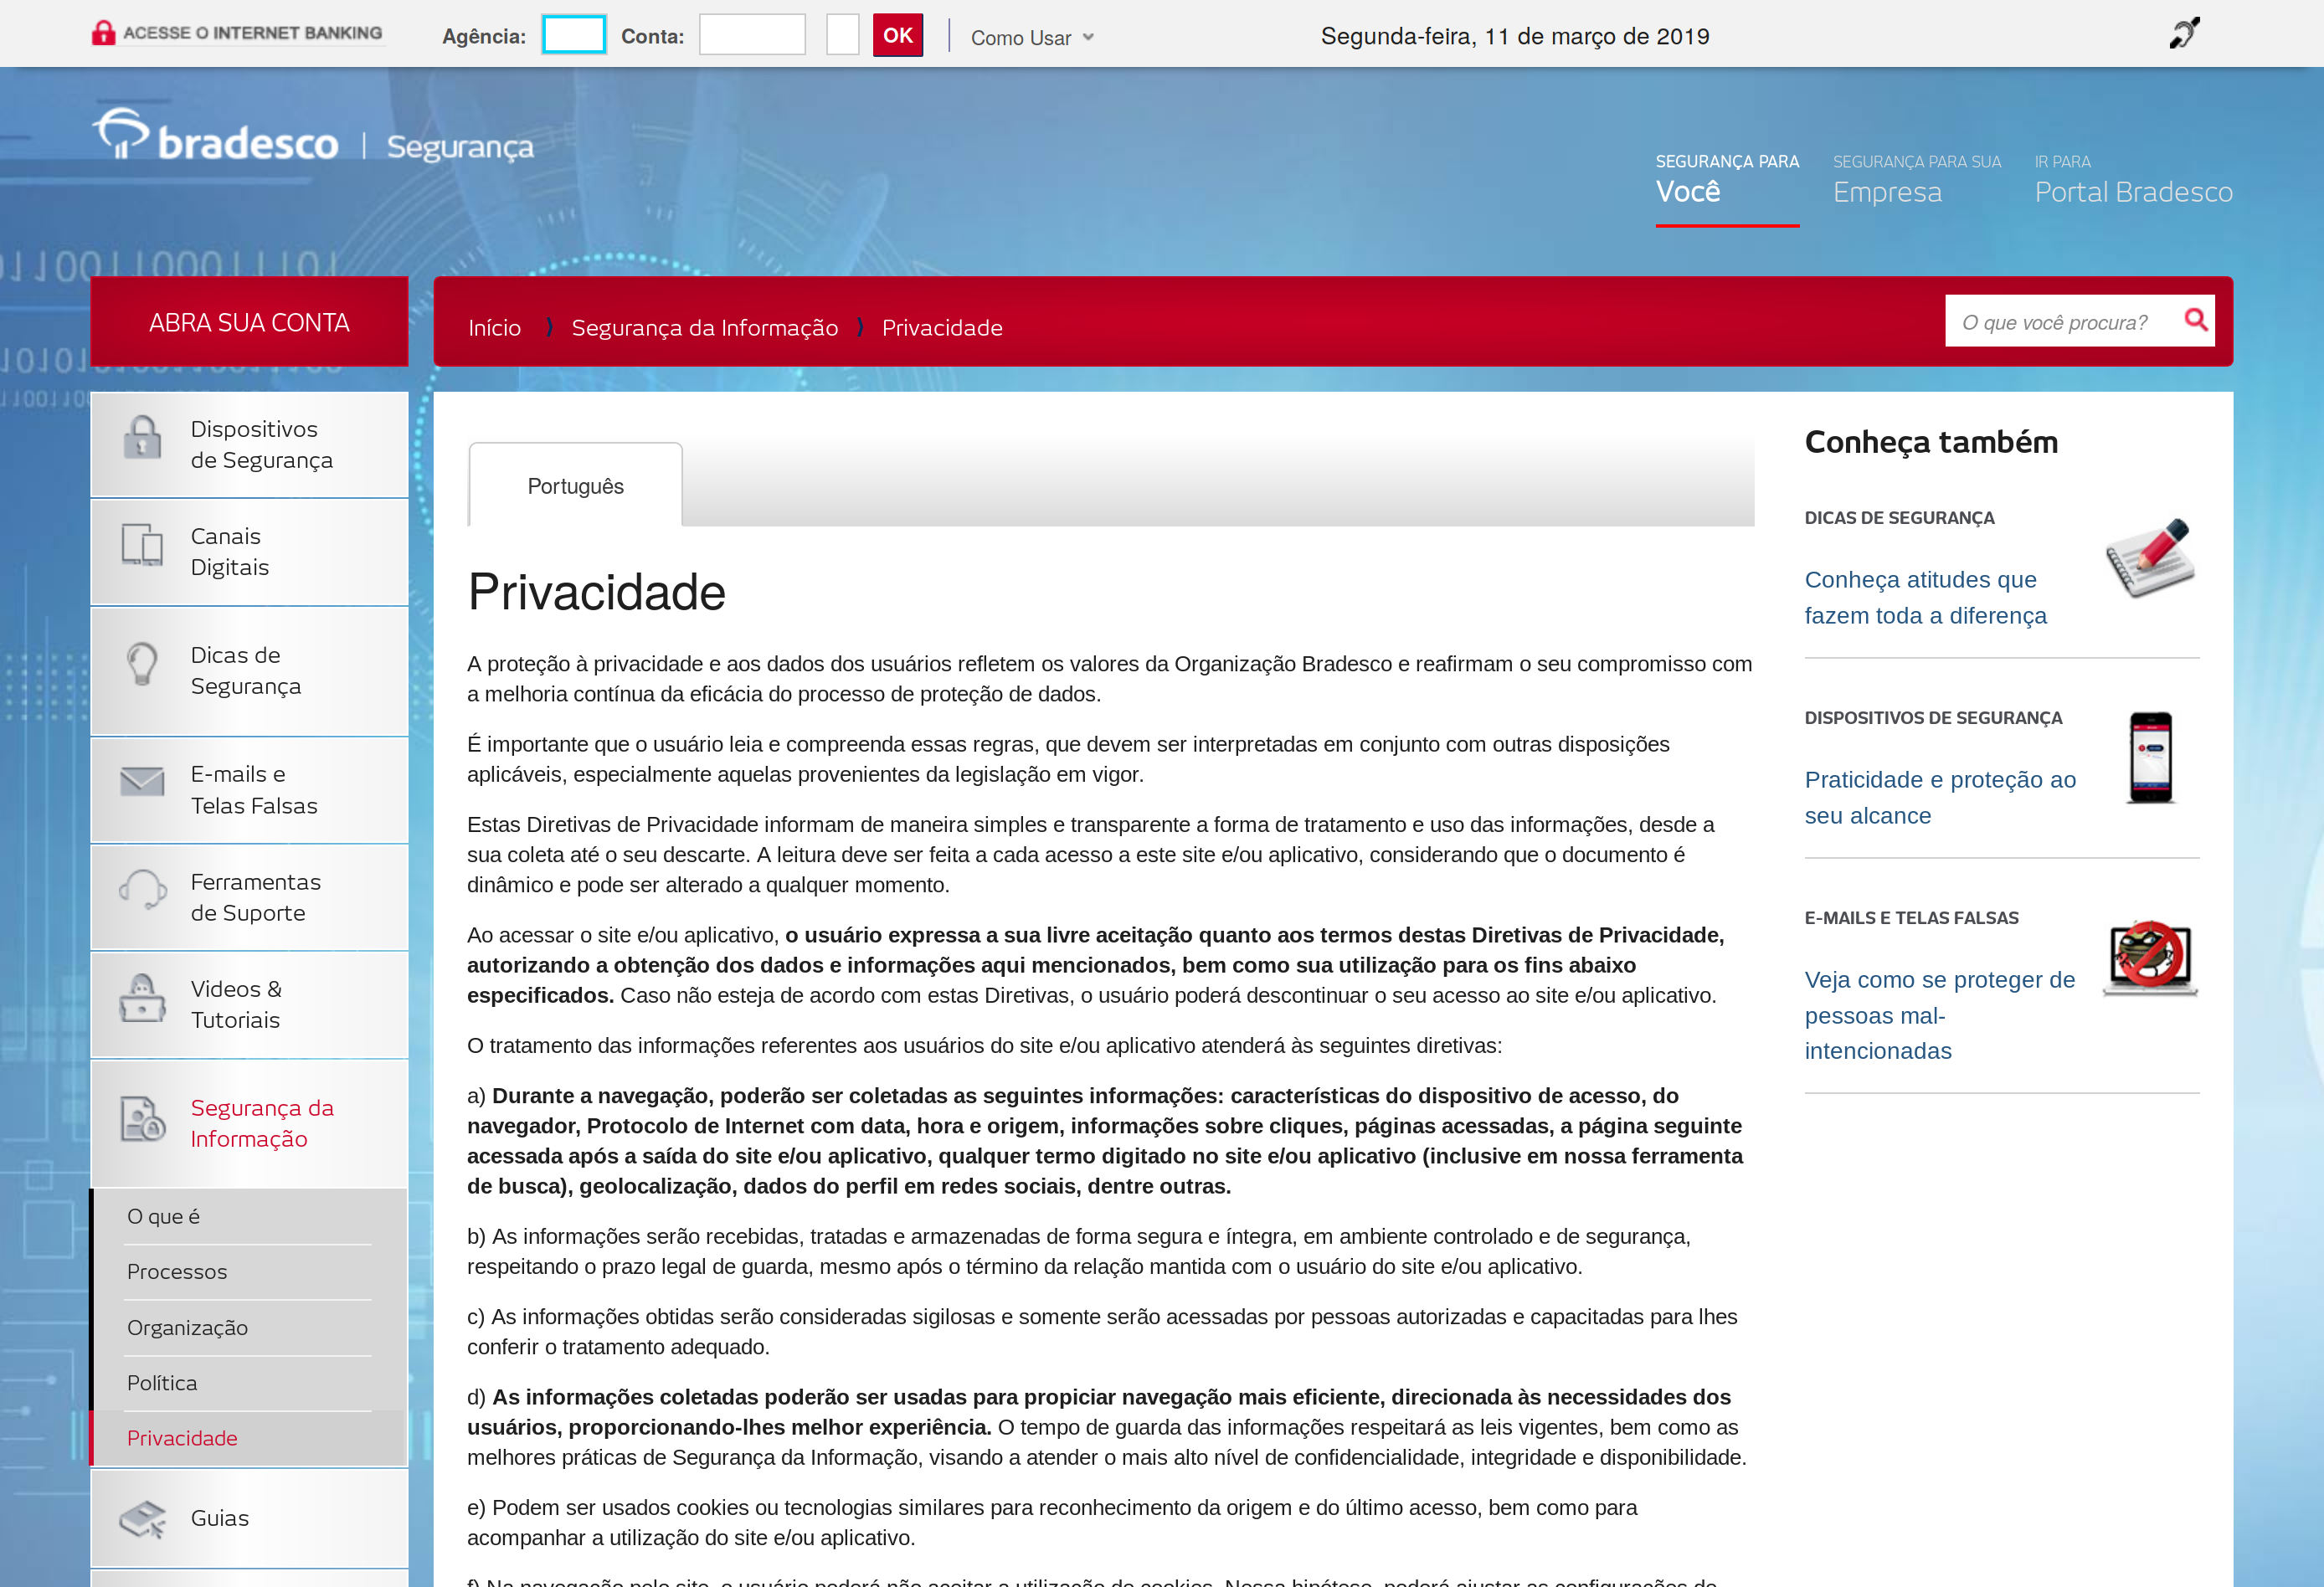 ACESSE O INTERNET BANKING
Agência: Conta: OK Como Usar
Segunda-feira, 11 de março de 2019
bradesco | Segurança
SEGURANÇA PARA
Você
SEGURANÇA PARA SUA
Empresa
IR PARA
Portal Bradesco
ABRA SUA CONTA
Início Segurança da Informação Privacidade
O que você procura?
Dispositivos
de Segurança
Canais
Digitais
Dicas de
Segurança
E-mails e
Telas Falsas
Ferramentas
de Suporte
Videos &
Tutoriais
Segurança da
Informação
O que é
Processos
Organização
Política
Privacidade
Guias
Português
Privacidade
A proteção à privacidade e aos dados dos usuários refletem os valores da Organização Bradesco e reafirmam o seu compromisso com
a melhoria contínua da eficácia do processo de proteção de dados.
É importante que o usuário leia e compreenda essas regras, que devem ser interpretadas em conjunto com outras disposições
aplicáveis, especialmente aquelas provenientes da legislação em vigor.
Estas Diretivas de Privacidade informam de maneira simples e transparente a forma de tratamento e uso das informações, desde a
sua coleta até o seu descarte. A leitura deve ser feita a cada acesso a este site e/ou aplicativo, considerando que o documento é
dinâmico e pode ser alterado a qualquer momento.
Ao acessar o site e/ou aplicativo, o usuário expressa a sua livre aceitação quanto aos termos destas Diretivas de Privacidade,
autorizando a obtenção dos dados e informações aqui mencionados, bem como sua utilização para os fins abaixo
especificados. Caso não esteja de acordo com estas Diretivas, o usuário poderá descontinuar o seu acesso ao site e/ou aplicativo.
O tratamento das informações referentes aos usuários do site e/ou aplicativo atenderá às seguintes diretivas:
a) Durante a navegação, poderão ser coletadas as seguintes informações: características do dispositivo de acesso, do
navegador, Protocolo de Internet com data, hora e origem, informações sobre cliques, páginas acessadas, a página seguinte
acessada após a saída do site e/ou aplicativo, qualquer termo digitado no site e/ou aplicativo (inclusive em nossa ferramenta
de busca), geolocalização, dados do perfil em redes sociais, dentre outras.
b) As informações serão recebidas, tratadas e armazenadas de forma segura e íntegra, em ambiente controlado e de segurança,
respeitando o prazo legal de guarda, mesmo após o término da relação mantida com o usuário do site e/ou aplicativo.
c) As informações obtidas serão consideradas sigilosas e somente serão acessadas por pessoas autorizadas e capacitadas para lhes
conferir o tratamento adequado.
d) As informações coletadas poderão ser usadas para propiciar navegação mais eficiente, direcionada às necessidades dos
usuários, proporcionando-lhes melhor experiência. O tempo de guarda das informações respeitará as leis vigentes, bem como as
melhores práticas de Segurança da Informação, visando a atender o mais alto nível de confidencialidade, integridade e disponibilidade.
e) Podem ser usados cookies ou tecnologias similares para reconhecimento da origem e do último acesso, bem como para
acompanhar a utilização do site e/ou aplicativo.
f) Na navegação pelo site, o usuário poderá não aceitar a utilização de cookies. Nessa hipótese, poderá ajustar as configurações de
Conheça também
DICAS DE SEGURANÇA
Conheça atitudes que
fazem toda a diferença
DISPOSITIVOS DE SEGURANÇA
Praticidade e proteção ao
seu alcance
E-MAILS E TELAS FALSAS
Veja como se proteger de
pessoas mal-
intencionadas